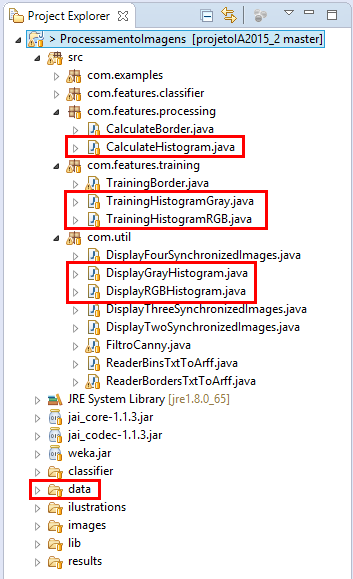 Project Explorer
> ProcessamentoImagens [projetoIA2015_2 master]
src
com.examples
com.features.classifier
com.features.processing
CalculateBorder.java
CalculateHistogram.java
com.features.training
TrainingBorder.java
TrainingHistogramGray.java
TrainingHistogramRGB.java
com.util
DisplayFourSynchronizedImages.java
DisplayGrayHistogram.java
DisplayRGBHistogram.java
DisplayThreeSynchronizedImages.java
DisplayTwoSynchronizedImages.java
FiltroCanny.java
ReaderBinsTxtToArff.java
ReaderBordersTxtToArff.java
JRE System Library [jre1.8.0_65]
jai_core-1.1.3.jar
jai_codec-1.1.3.jar
weka.jar
classifier
data
ilustrations
images
lib
results